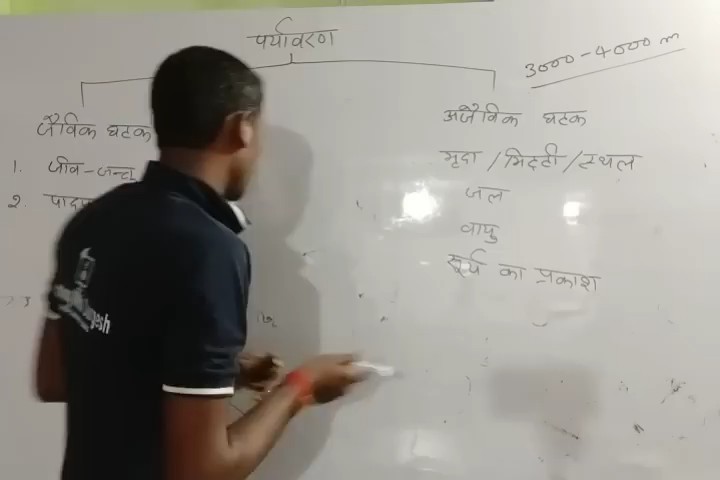 पर्यावरण
3000-4000 m
जैविक घटक
1. जीव-जन्तु
2.
अजैविक घटक
मृदा/मिट्टी/स्थल
जल
वायु
सूर्य का प्रकाश